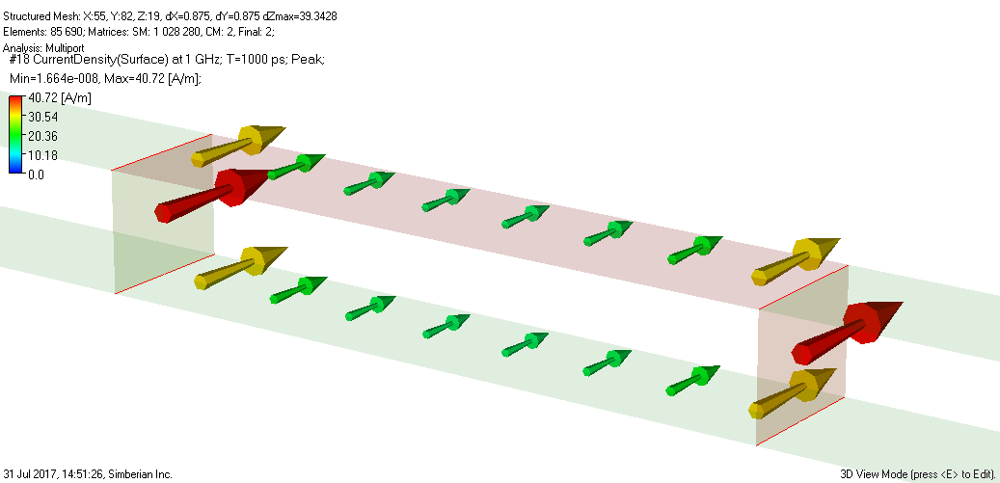 Structured Mesh: X:55, Y:82, Z:19, dX=0.875, dY=0.875 dZmax=39.3428
Elements: 85 690; Matrices: SM: 1 028 280, CM: 2, Final: 2;
Analysis: Multiport
#18 CurrentDensity(Surface) at 1 GHz; T=1000 ps; Peak;
Min=1.664e-008, Max=40.72 [A/m];
40.72 [A/m]
30.54
20.36
10.18
0.0
31 Jul 2017, 14:51:26, Simberian Inc.
3D View Mode (press <E> to Edit).